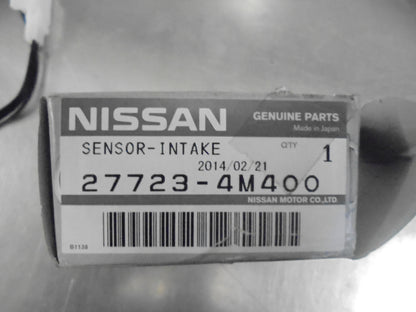 NISSAN
GENUINE PARTS
Made in Japan
SENSOR-INTAKE
QTY
1
2014/02/21
27723-4M400
NISSAN MOTOR CO.,LTD.
B1138